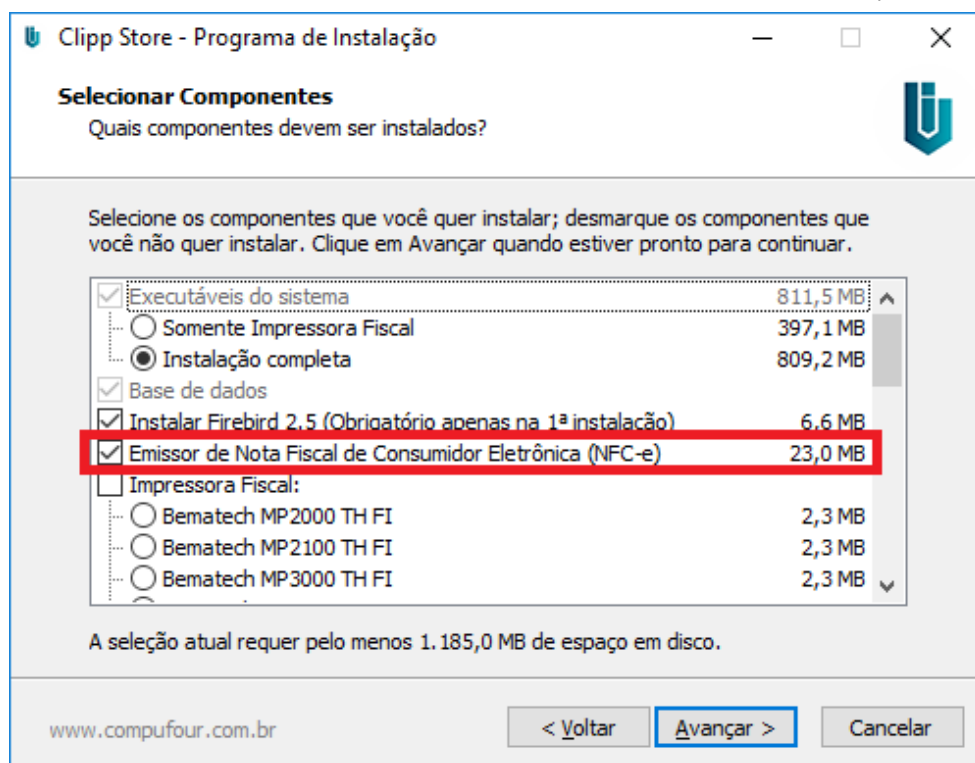 Clipp Store - Programa de Instalação
Selecionar Componentes
Quais componentes devem ser instalados?
Selecione os componentes que você quer instalar; desmarque os componentes que
você não quer instalar. Clique em Avançar quando estiver pronto para continuar.
Executáveis do sistema 811,5 MB
Somente Impressora Fiscal 397,1 MB
Instalação completa 809,2 MB
Base de dados
Instalar Firebird 2.5 (Obrigatório apenas na 1ª instalação) 6,6 MB
Emissor de Nota Fiscal de Consumidor Eletrônica (NFC-e) 23,0 MB
Impressora Fiscal:
Bematech MP2000 TH FI 2,3 MB
Bematech MP2100 TH FI 2,3 MB
Bematech MP3000 TH FI 2,3 MB
A seleção atual requer pelo menos 1.185,0 MB de espaço em disco.
www.compufour.com.br
< Voltar Avançar > Cancelar